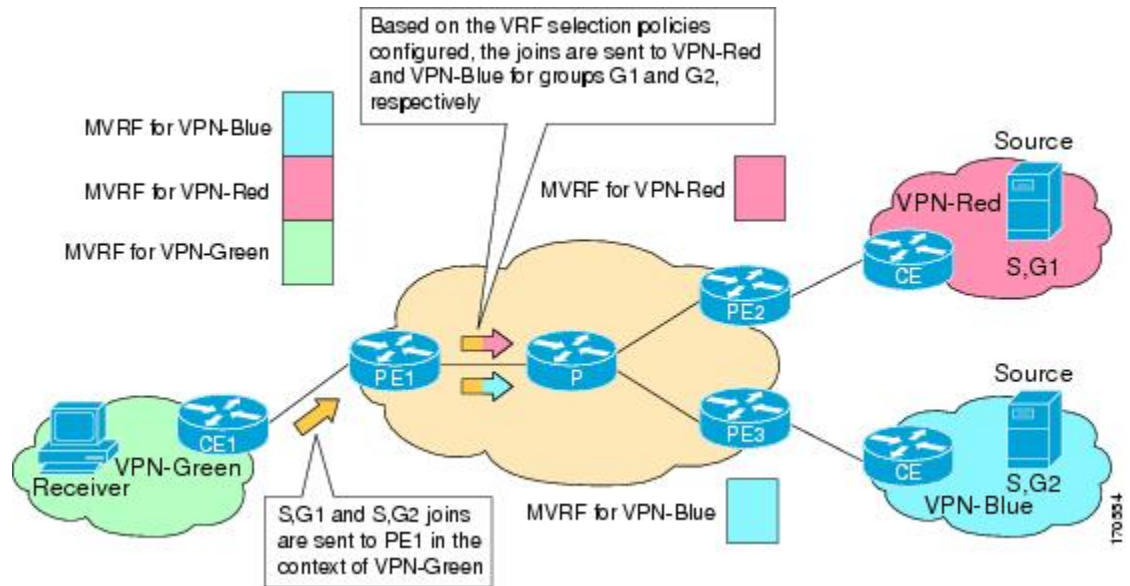 Based on the VRF selection policies
configured, the joins are sent to VPN-Red
and VPN-Blue for groups G1 and G2,
respectively
MVRF for VPN-Blue
MVRF for VPN-Red
MVRF for VPN-Green
MVRF for VPN-Red
Source
VPN-Red
CE
S,G1
PE2
PE1
P
Source
PE3
CE1
VPN-Green
Receiver
CE
S,G2
VPN-Blue
MVRF for VPN-Blue
S,G1 and S,G2 joins
are sent to PE1 in the
context of VPN-Green
170554